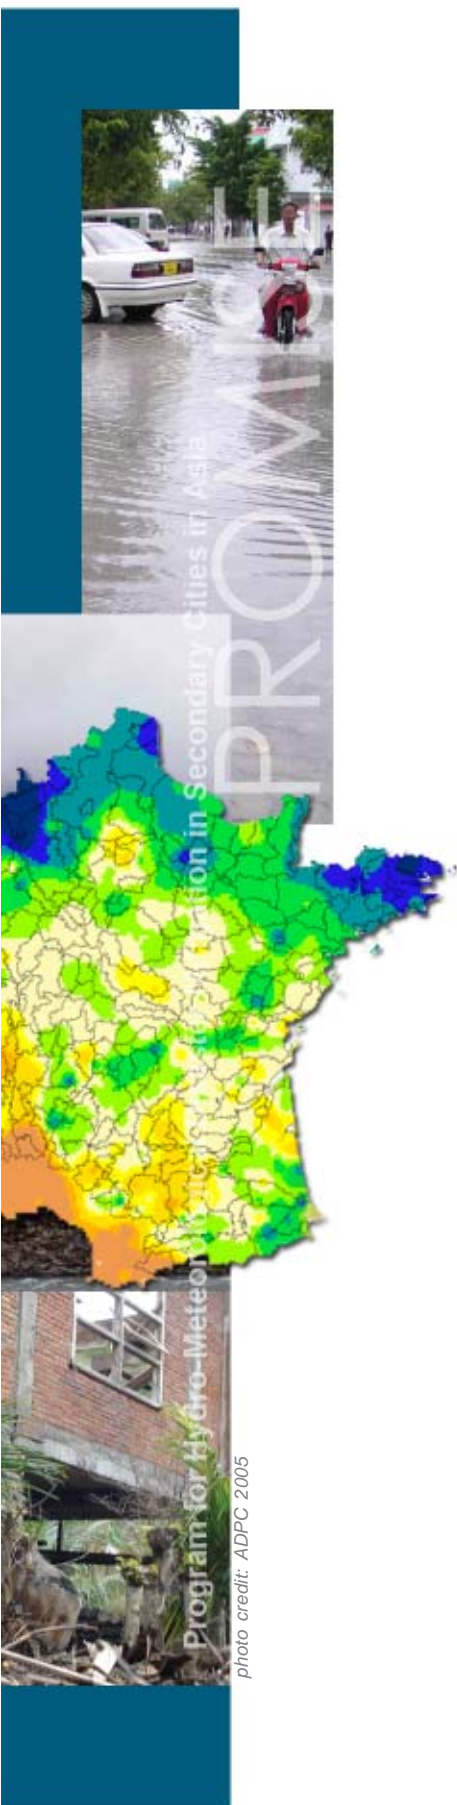 PROMISE
Program for Hydro-Meteorological Disaster Mitigation in Secondary Cities in Asia
photo credit: ADPC 2005